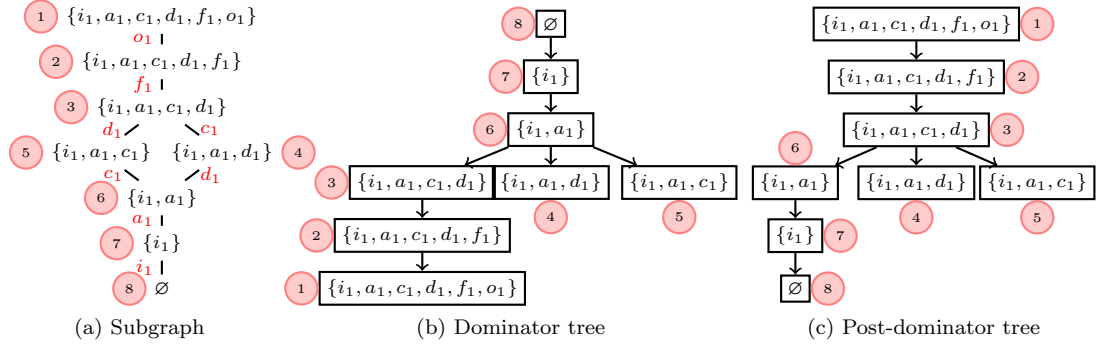 1 {i₁, a₁, c₁, d₁, f₁, o₁}
o₁
2 {i₁, a₁, c₁, d₁, f₁}
f₁
3 {i₁, a₁, c₁, d₁}
d₁ c₁
5 {i₁, a₁, c₁} {i₁, a₁, d₁} 4
c₁ d₁
6 {i₁, a₁}
a₁
7 {i₁}
i₁
8 ∅
(a) Subgraph
8 ∅
7 {i₁}
6 {i₁, a₁}
3 {i₁, a₁, c₁, d₁} {i₁, a₁, d₁} {i₁, a₁, c₁}
4 5
2 {i₁, a₁, c₁, d₁, f₁}
1 {i₁, a₁, c₁, d₁, f₁, o₁}
(b) Dominator tree
{i₁, a₁, c₁, d₁, f₁, o₁} 1
{i₁, a₁, c₁, d₁, f₁} 2
{i₁, a₁, c₁, d₁} 3
6
{i₁, a₁} {i₁, a₁, d₁} {i₁, a₁, c₁}
4 5
{i₁} 7
∅ 8
(c) Post-dominator tree